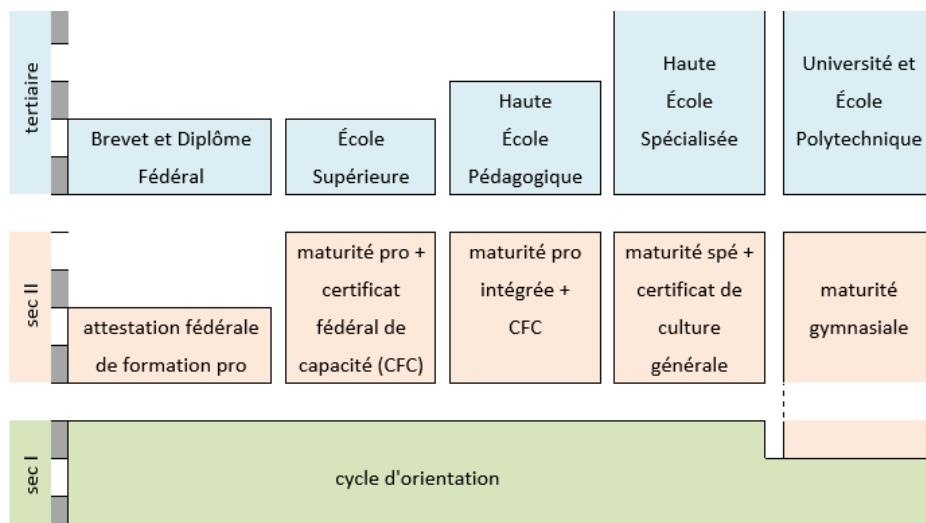 tertiaire
Brevet et Diplôme
Fédéral
École
Supérieure
Haute
École
Pédagogique
Haute
École
Spécialisée
Université et
École
Polytechnique
sec II
attestation fédérale
de formation pro
maturité pro +
certificat
fédéral de
capacité (CFC)
maturité pro
intégrée +
CFC
maturité spé +
certificat de
culture
générale
maturité
gymnasiale
sec I
cycle d'orientation